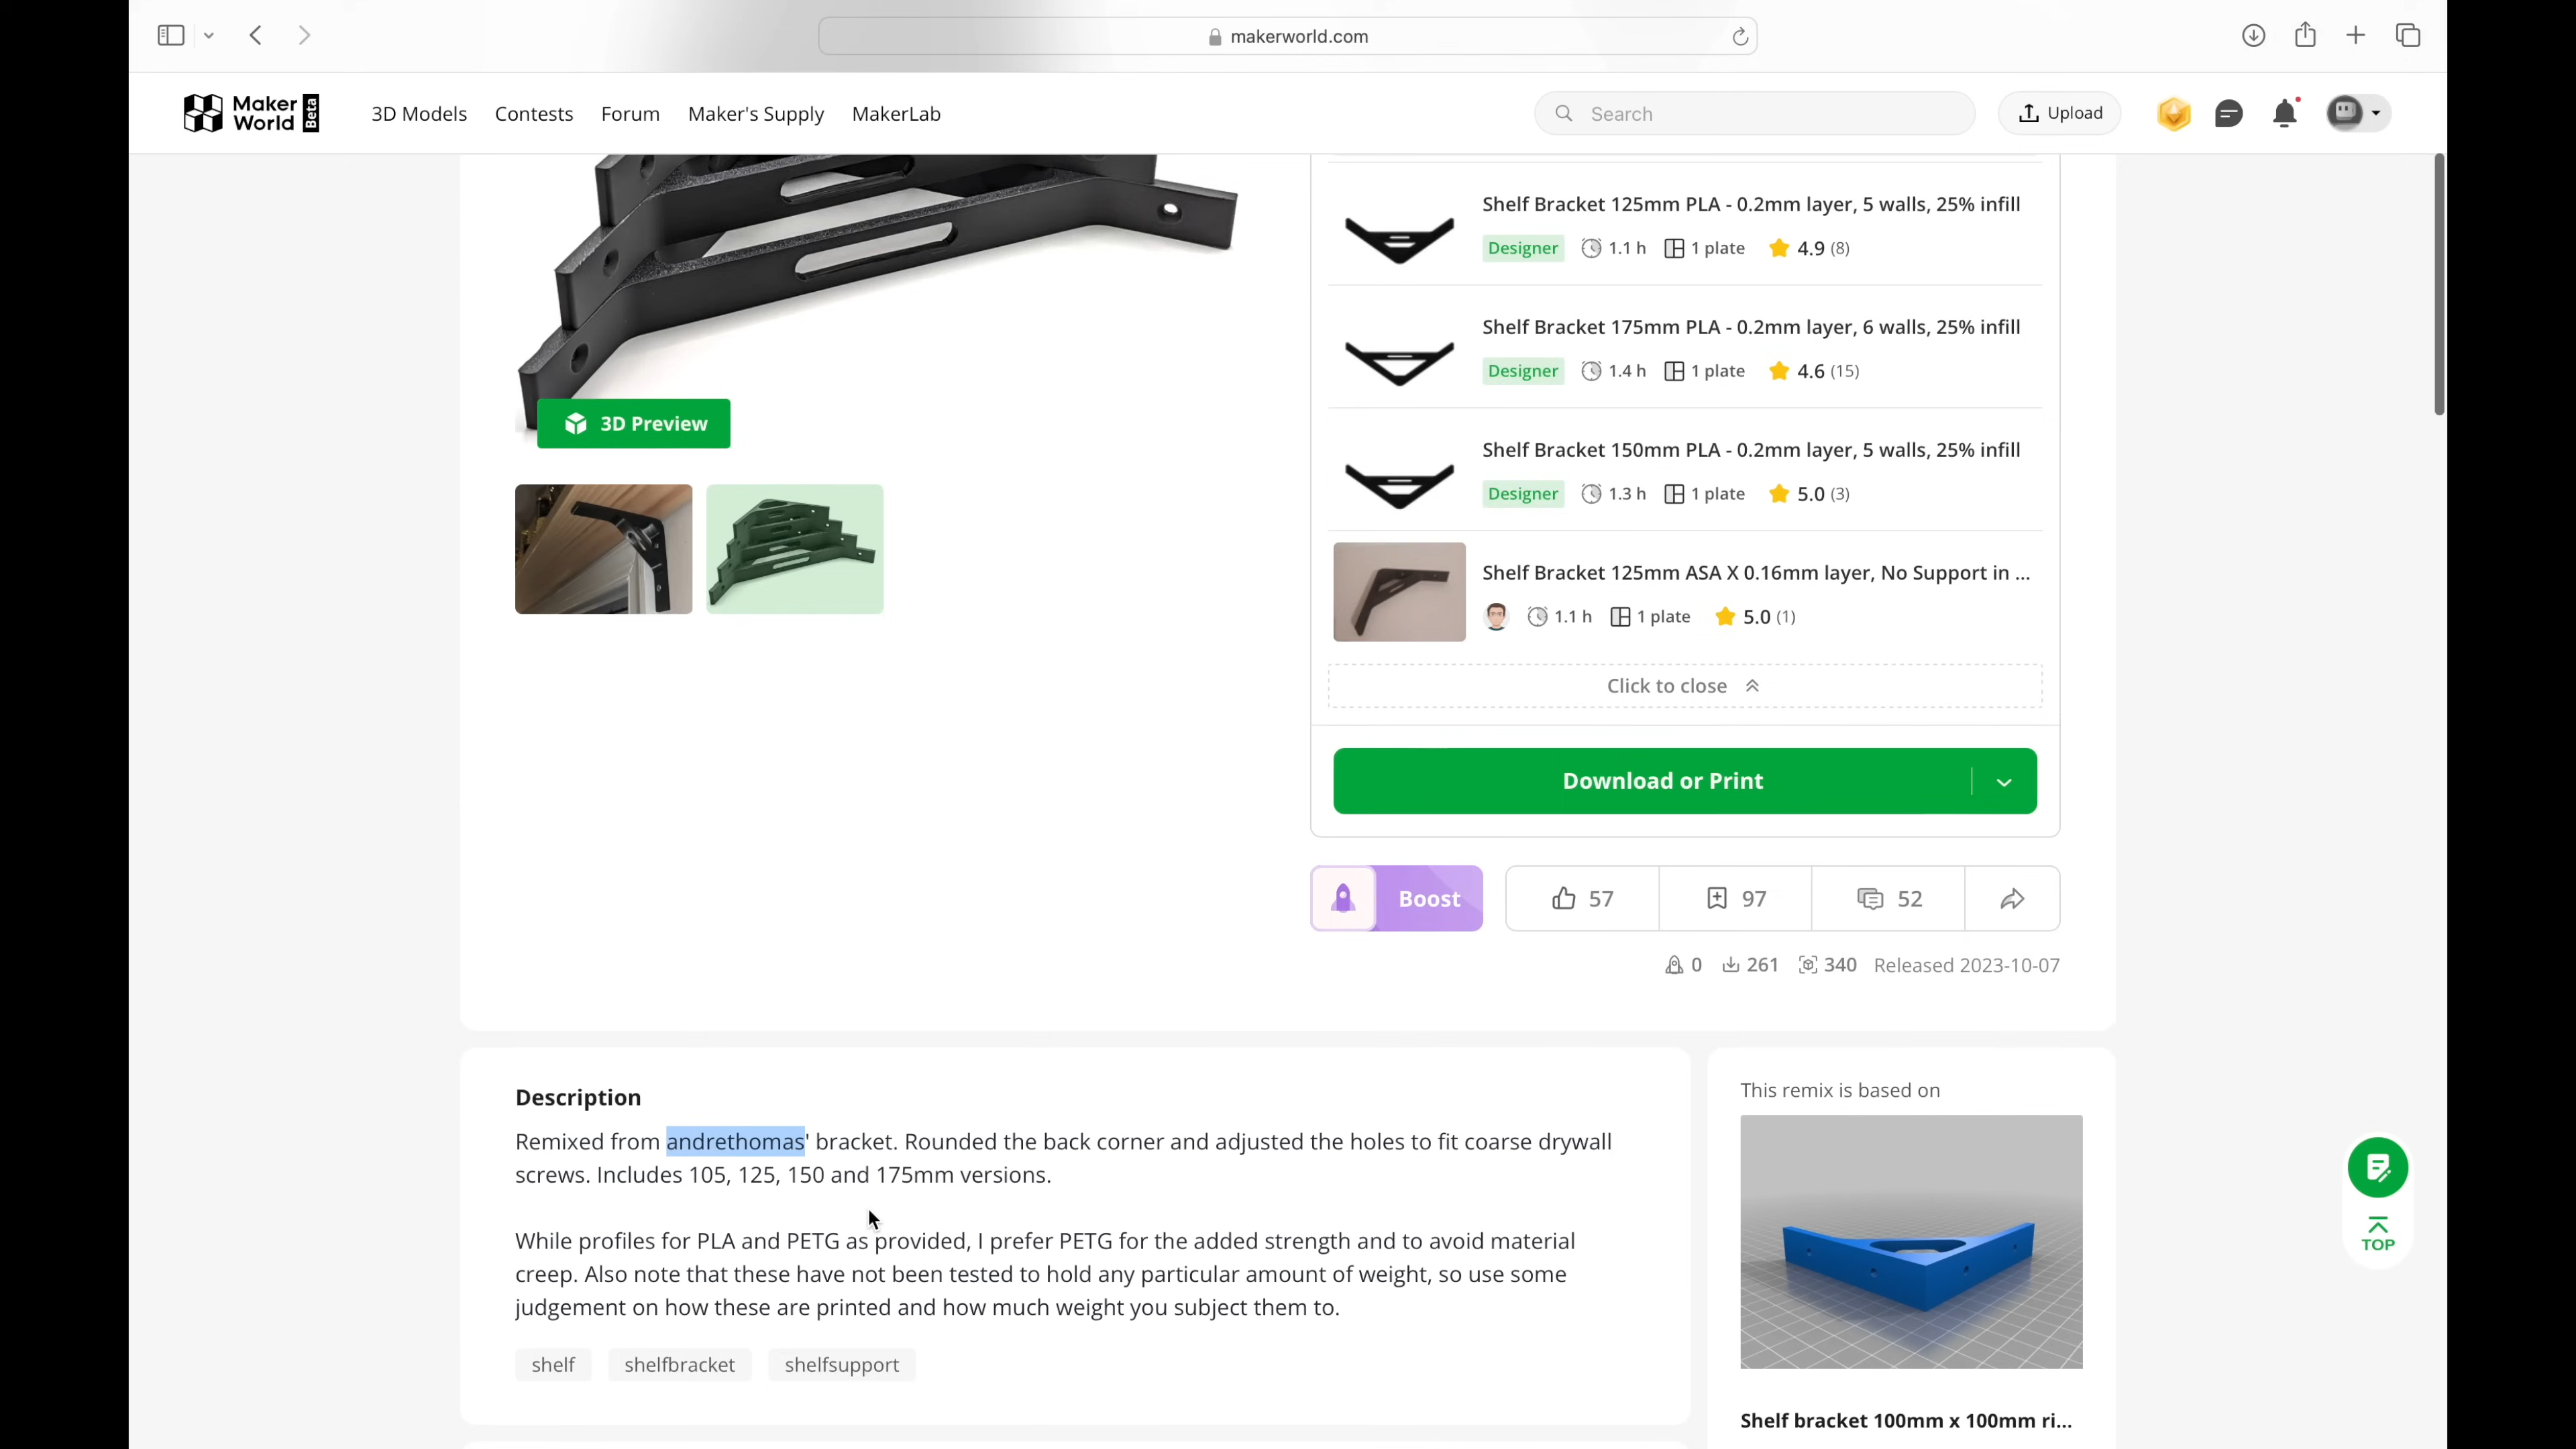 makerworld.com
Maker World Beta
3D Models
Contests
Forum
Maker's Supply
MakerLab
Search
Upload
3D Preview
Shelf Bracket 125mm PLA - 0.2mm layer, 5 walls, 25% infill
Designer 1.1 h 1 plate 4.9 (8)
Shelf Bracket 175mm PLA - 0.2mm layer, 6 walls, 25% infill
Designer 1.4 h 1 plate 4.6 (15)
Shelf Bracket 150mm PLA - 0.2mm layer, 5 walls, 25% infill
Designer 1.3 h 1 plate 5.0 (3)
Shelf Bracket 125mm ASA X 0.16mm layer, No Support in ...
1.1 h 1 plate 5.0 (1)
Click to close
Download or Print
Boost 57 97 52
0 261 340 Released 2023-10-07
Description
Remixed from andrethomas' bracket. Rounded the back corner and adjusted the holes to fit coarse drywall
screws. Includes 105, 125, 150 and 175mm versions.
While profiles for PLA and PETG as provided, I prefer PETG for the added strength and to avoid material
creep. Also note that these have not been tested to hold any particular amount of weight, so use some
judgement on how these are printed and how much weight you subject them to.
shelf shelfbracket shelfsupport
This remix is based on
Shelf bracket 100mm x 100mm ri...
TOP